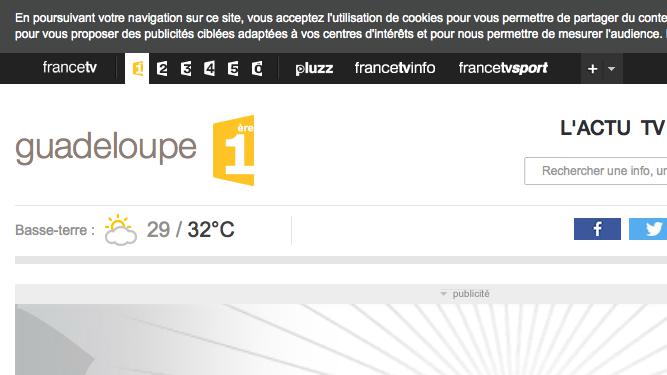 En poursuivant votre navigation sur ce site, vous acceptez l'utilisation de cookies pour vous permettre de partager du
pour vous proposer des publicités ciblées adaptées à vos centres d'intérêts et pour nous permettre de mesurer l'audience.
francetv 1 2 3 4 5 0 pluzz francetvinfo francetvsport +
guadeloupe 1ère
L'ACTU TV
Rechercher une info,
Basse-terre : 29 / 32°C f
publicité